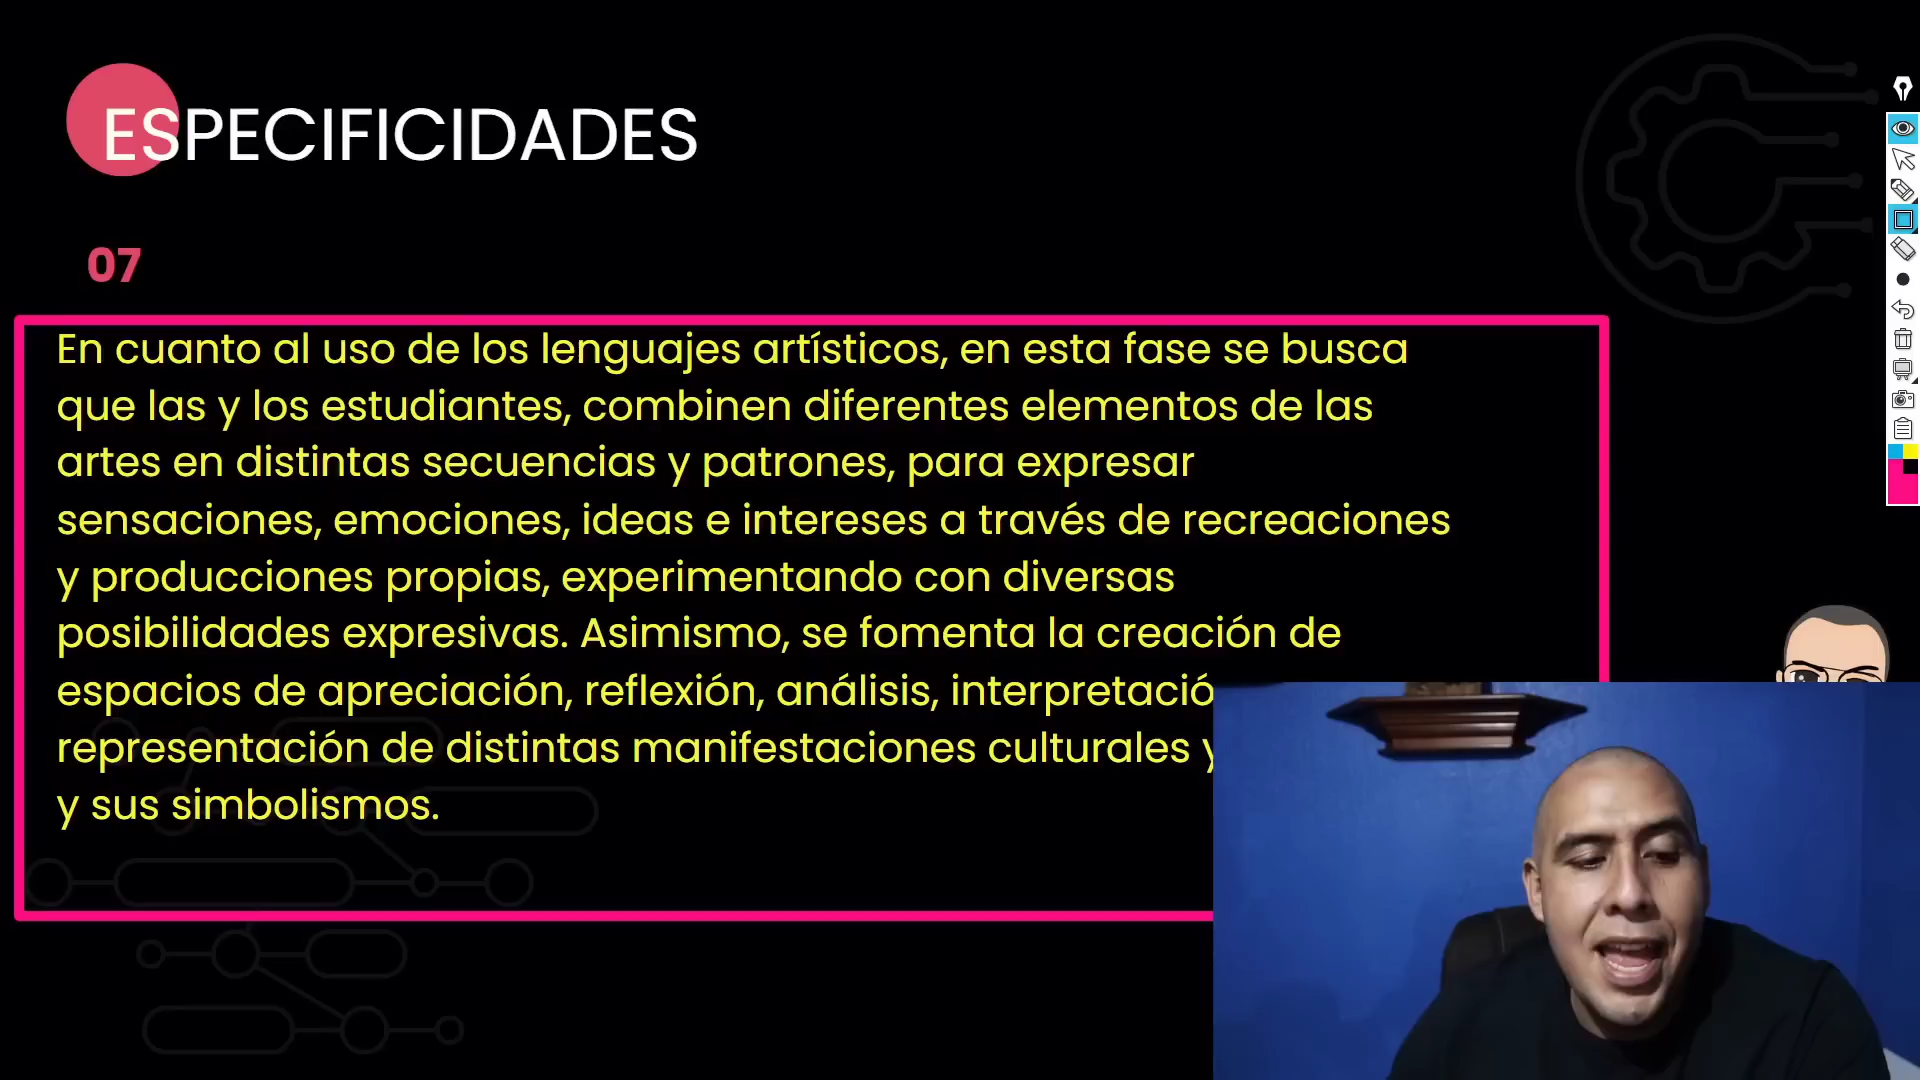 ESPECIFICIDADES
07
En cuanto al uso de los lenguajes artísticos, en esta fase se busca
que las y los estudiantes, combinen diferentes elementos de las
artes en distintas secuencias y patrones, para expresar
sensaciones, emociones, ideas e intereses a través de recreaciones
y producciones propias, experimentando con diversas
posibilidades expresivas. Asimismo, se fomenta la creación de
espacios de apreciación, reflexión, análisis, interpretació
representación de distintas manifestaciones culturales y
y sus simbolismos.